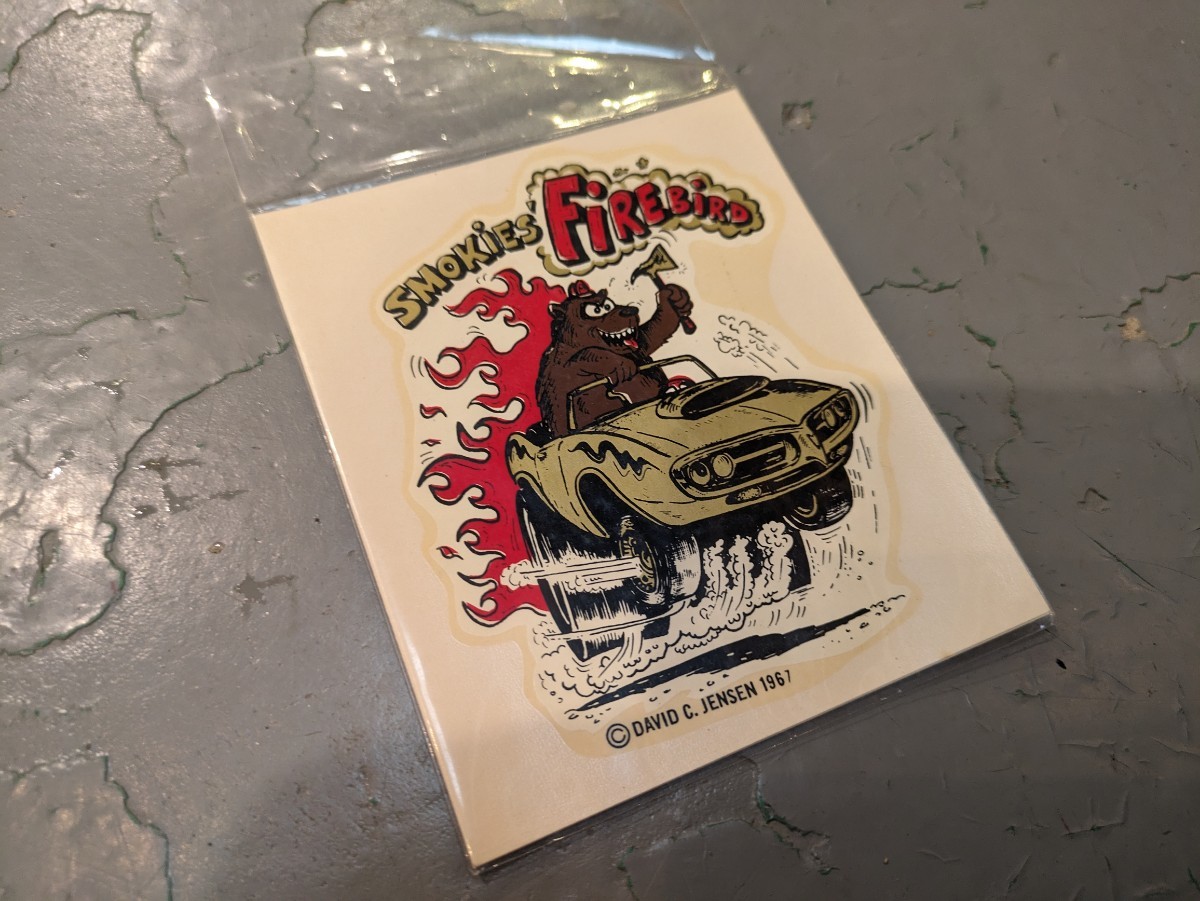 SMOKIES' FiREBiRD
© DAVID C. JENSEN 1967